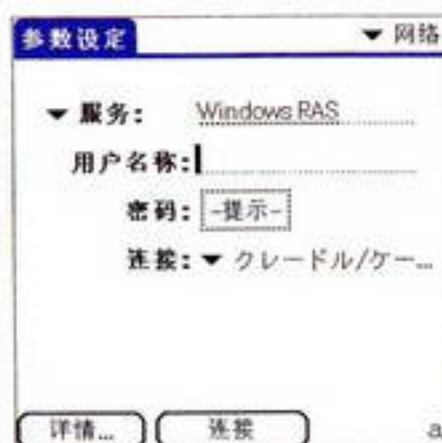 参数设定 ▼ 网络
▼ 服务: Windows RAS
用户名称:
密码: -提示-
连接: ▼ クレードル/ケー...
详情... 连接 a